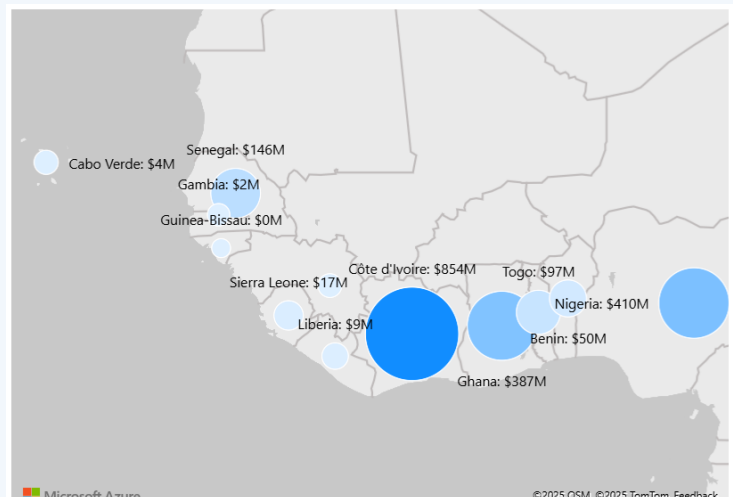 Senegal: $146M
Cabo Verde: $4M
Gambia: $2M
Guinea-Bissau: $0M
Côte d'Ivoire: $854M
Togo: $97M
Sierra Leone: $17M
Nigeria: $410M
Liberia: $9M
Benin: $50M
Ghana: $387M
Microsoft Azure
©2025 OSM ©2025 TomTom Feedback